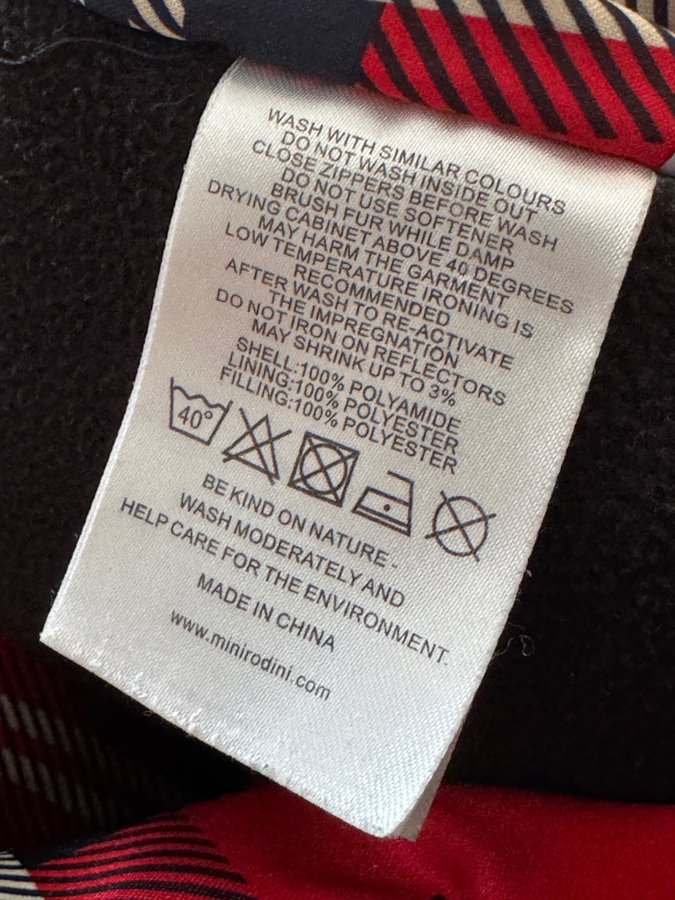 WASH WITH SIMILAR COLOURS
DO NOT WASH INSIDE OUT
CLOSE ZIPPERS BEFORE WASH
DO NOT USE SOFTENER
BRUSH FUR WHILE DAMP
DRYING CABINET ABOVE 40 DEGREES
MAY HARM THE GARMENT
LOW TEMPERATURE IRONING IS
RECOMMENDED
AFTER WASH TO RE-ACTIVATE
THE IMPREGNATION
DO NOT IRON ON REFLECTORS
MAY SHRINK UP TO 3%
SHELL:100% POLYAMIDE
LINING:100% POLYESTER
FILLING:100% POLYESTER
40°
BE KIND ON NATURE -
WASH MODERATELY AND
HELP CARE FOR THE ENVIRONMENT.
MADE IN CHINA
www.minirodini.com